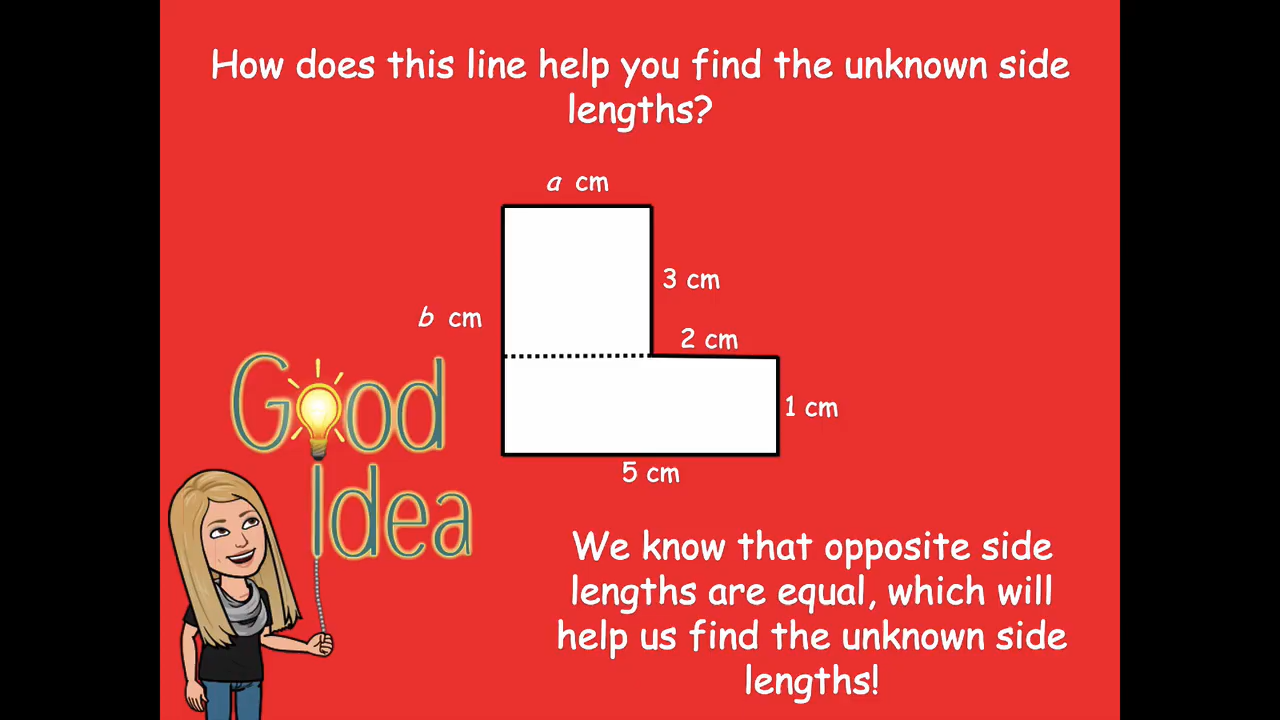 How does this line help you find the unknown side
lengths?
a cm
3 cm
b cm
2 cm
1 cm
5 cm
Good
Idea
We know that opposite side
lengths are equal, which will
help us find the unknown side
lengths!